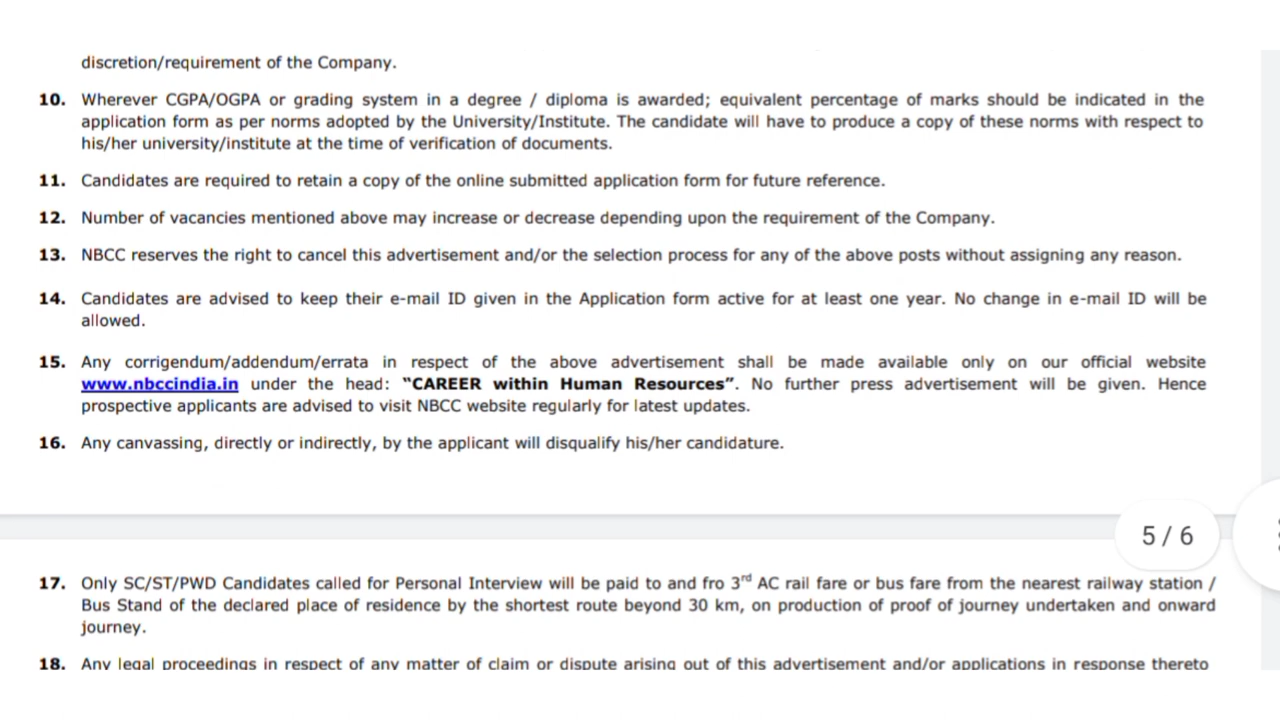 discretion/requirement of the Company.
10. Wherever CGPA/OGPA or grading system in a degree / diploma is awarded; equivalent percentage of marks should be indicated in the
application form as per norms adopted by the University/Institute. The candidate will have to produce a copy of these norms with respect to
his/her university/institute at the time of verification of documents.
11. Candidates are required to retain a copy of the online submitted application form for future reference.
12. Number of vacancies mentioned above may increase or decrease depending upon the requirement of the Company.
13. NBCC reserves the right to cancel this advertisement and/or the selection process for any of the above posts without assigning any reason.
14. Candidates are advised to keep their e-mail ID given in the Application form active for at least one year. No change in e-mail ID will be
allowed.
15. Any corrigendum/addendum/errata in respect of the above advertisement shall be made available only on our official website
www.nbccindia.in under the head: "CAREER within Human Resources". No further press advertisement will be given. Hence
prospective applicants are advised to visit NBCC website regularly for latest updates.
16. Any canvassing, directly or indirectly, by the applicant will disqualify his/her candidature.
5 / 6
17. Only SC/ST/PWD Candidates called for Personal Interview will be paid to and fro 3rd AC rail fare or bus fare from the nearest railway station /
Bus Stand of the declared place of residence by the shortest route beyond 30 km, on production of proof of journey undertaken and onward
journey.
18. Any legal proceedings in respect of any matter of claim or dispute arising out of this advertisement and/or applications in response thereto